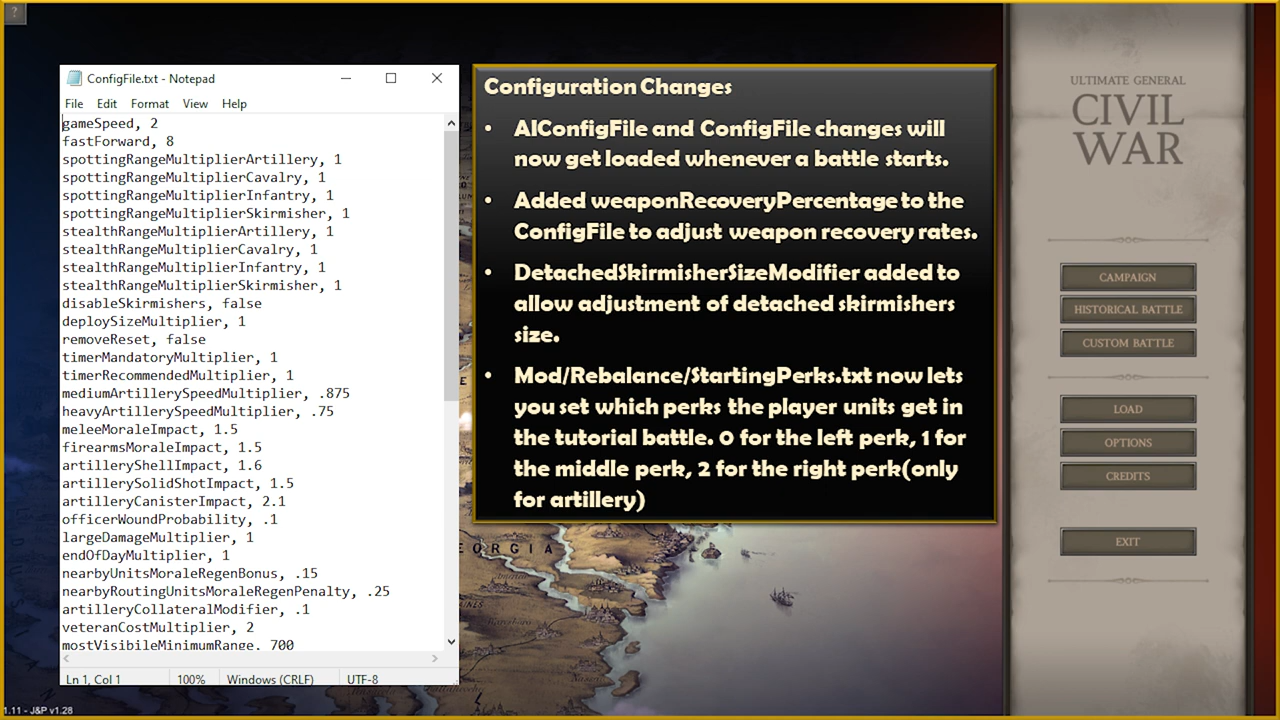 ?
ConfigFile.txt - Notepad
File Edit Format View Help
gameSpeed, 2
fastForward, 8
spottingRangeMultiplierArtillery, 1
spottingRangeMultiplierCavalry, 1
spottingRangeMultiplierInfantry, 1
spottingRangeMultiplierSkirmisher, 1
stealthRangeMultiplierArtillery, 1
stealthRangeMultiplierCavalry, 1
stealthRangeMultiplierInfantry, 1
stealthRangeMultiplierSkirmisher, 1
disableSkirmishers, false
deploySizeMultiplier, 1
removeReset, false
timerMandatoryMultiplier, 1
timerRecommendedMultiplier, 1
mediumArtillerySpeedMultiplier, .875
heavyArtillerySpeedMultiplier, .75
meleeMoraleImpact, 1.5
firearmsMoraleImpact, 1.5
artilleryShellImpact, 1.6
artillerySolidShotImpact, 1.5
artilleryCanisterImpact, 2.1
officerWoundProbability, .1
largeDamageMultiplier, 1
endOfDayMultiplier, 1
nearbyUnitsMoraleRegenBonus, .15
nearbyRoutingUnitsMoraleRegenPenalty, .25
artilleryCollateralModifier, .1
veteranCostMultiplier, 2
mostVisibileMinimumRange, 700
Ln 1, Col 1 100% Windows (CRLF) UTF-8
Configuration Changes
• AIConfigFile and ConfigFile changes will
now get loaded whenever a battle starts.
• Added weaponRecoveryPercentage to the
ConfigFile to adjust weapon recovery rates.
• DetachedSkirmisherSizeModifier added to
allow adjustment of detached skirmishers
size.
• Mod/Rebalance/StartingPerks.txt now lets
you set which perks the player units get in
the tutorial battle. 0 for the left perk, 1 for
the middle perk, 2 for the right perk(only
for artillery)
EORGIA
ULTIMATE GENERAL
CIVIL
WAR
CAMPAIGN
HISTORICAL BATTLE
CUSTOM BATTLE
LOAD
OPTIONS
CREDITS
EXIT
1.11 - J&P v1.28